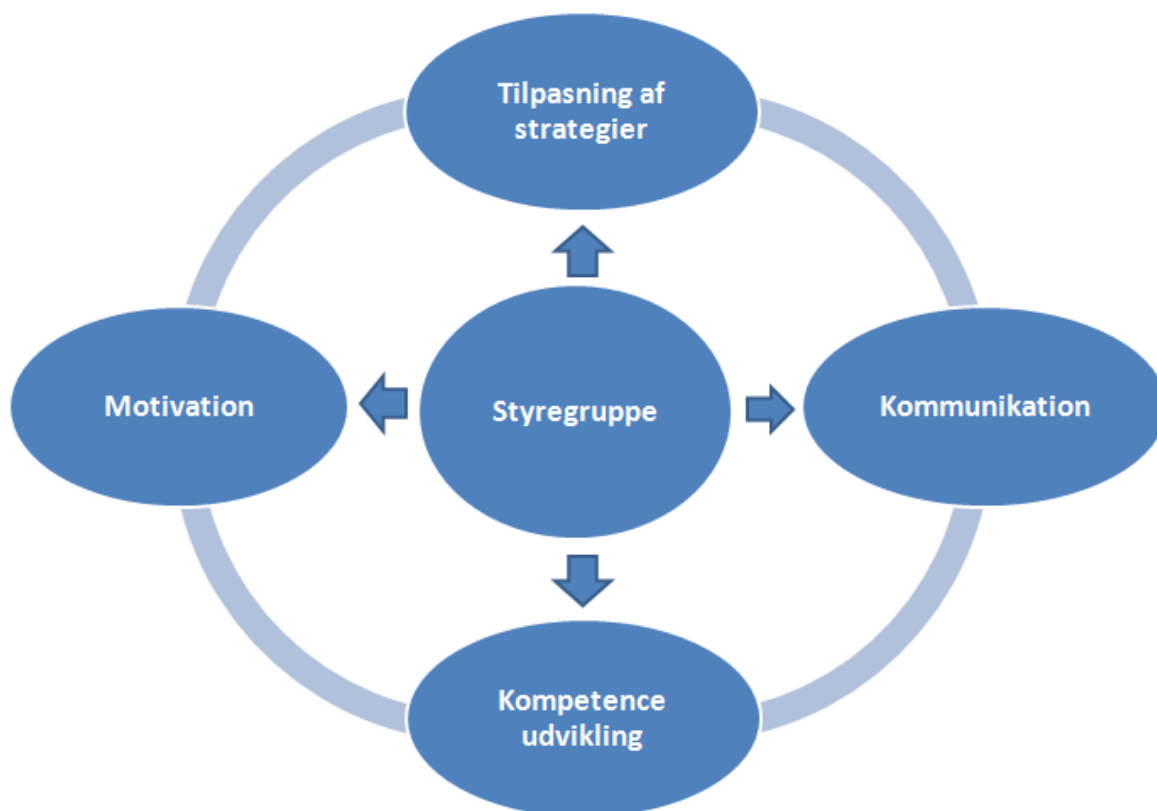 Tilpasning af
strategier
Motivation
Styregruppe
Kommunikation
Kompetence
udvikling